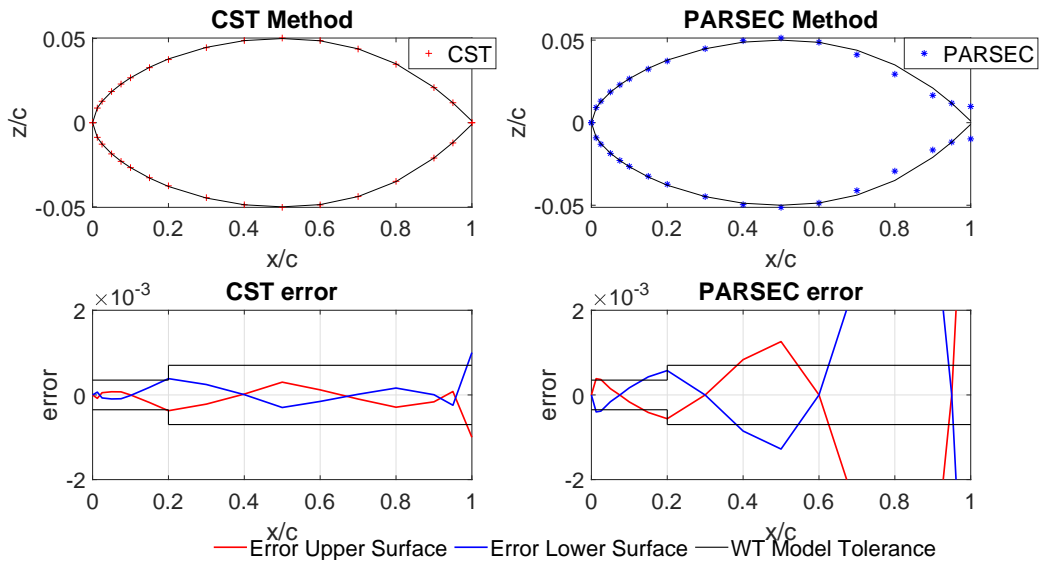 CST Method
PARSEC Method
0.05
0
-0.05
z/c
CST
0 0.2 0.4 0.6 0.8 1
x/c
0.05
0
-0.05
z/c
PARSEC
0 0.2 0.4 0.6 0.8 1
x/c
×10⁻³
CST error
2
0
-2
error
0 0.2 0.4 0.6 0.8 1
x/c
×10⁻³
PARSEC error
2
0
-2
error
0 0.2 0.4 0.6 0.8 1
x/c
Error Upper Surface Error Lower Surface WT Model Tolerance